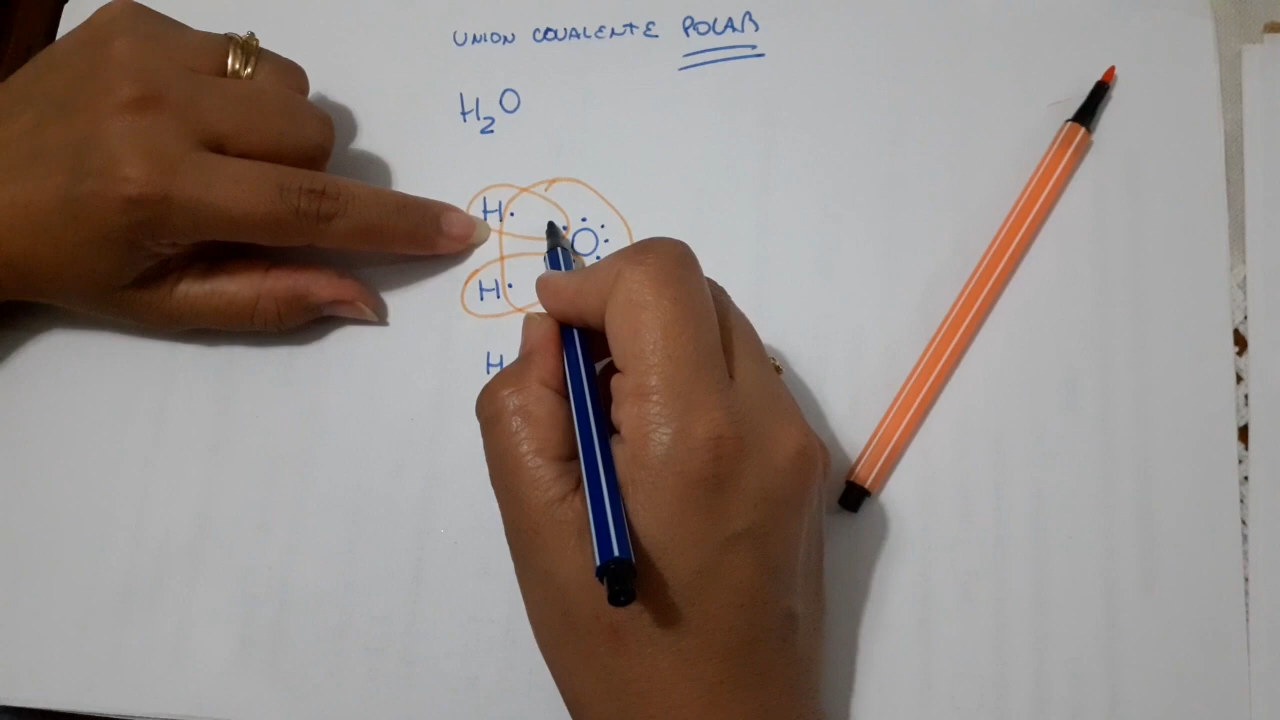 UNION COVALENTE POLAR
H₂O
H· O
H·
H